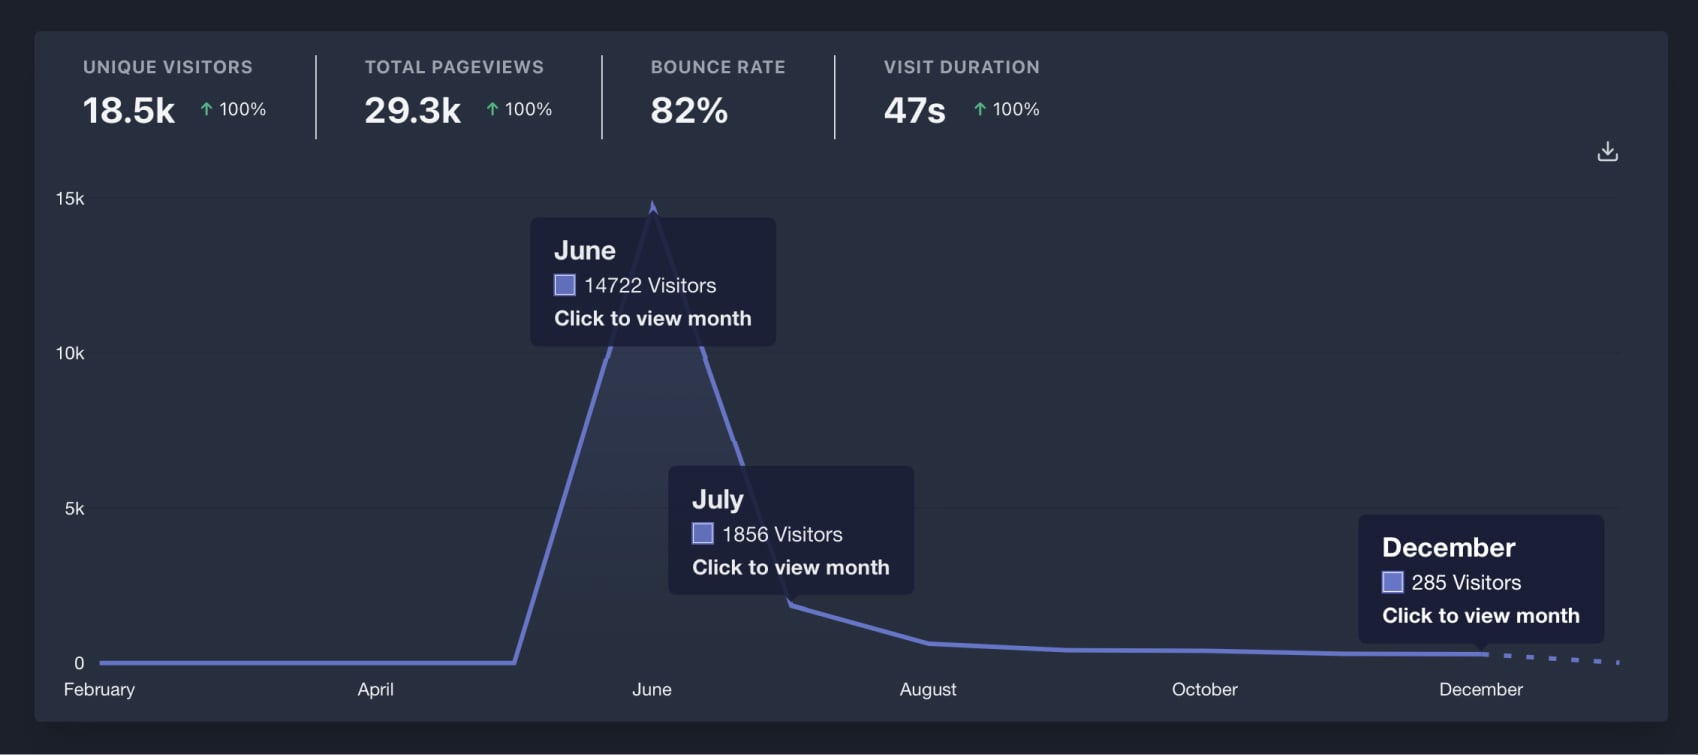 UNIQUE VISITORS
18.5k ↑ 100%
TOTAL PAGEVIEWS
29.3k ↑ 100%
BOUNCE RATE
82%
VISIT DURATION
47s ↑ 100%
15k
10k
5k
0
June
14722 Visitors
Click to view month
July
1856 Visitors
Click to view month
December
285 Visitors
Click to view month
February April June August October December